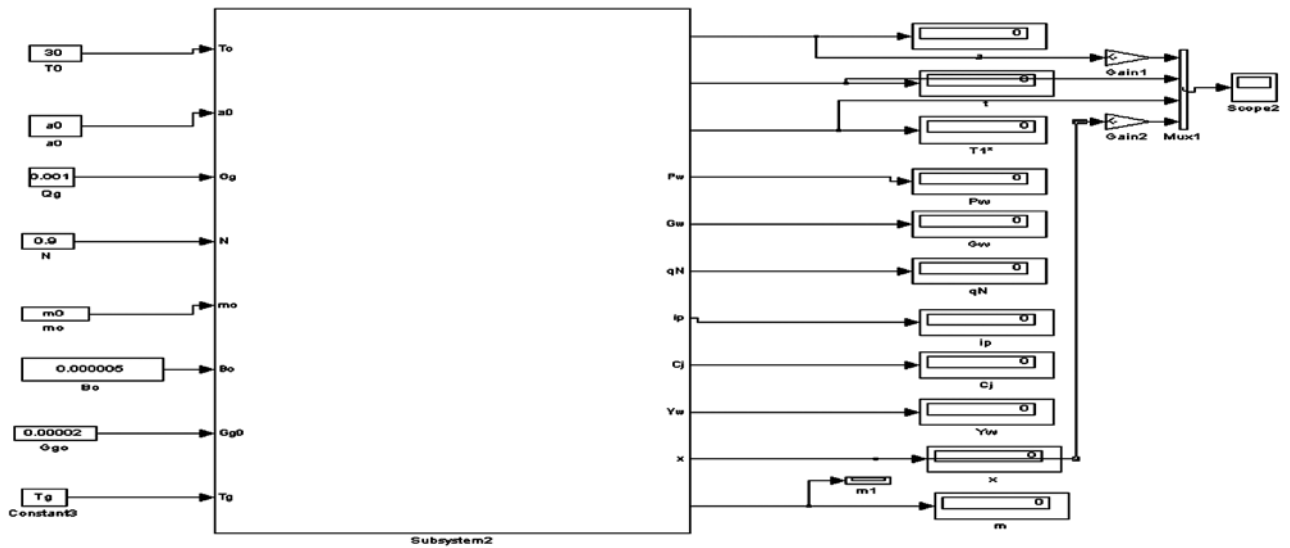 30
T0
a0
a0
0.001
Qg
0.9
N
m0
mo
0.000005
Bo
0.00002
Ggo
Tg
Constant3
To
a0
Gg
N
mo
Bo
Gg0
Tg
Pw
Gw
qN
ip
Cj
Yw
x
Subsystem2
0
a
0
t
0
T1*
0
Pw
0
Gw
0
qN
0
ip
0
Cj
0
Yw
0
x
m1
0
m
Gain1
Gain2
Mux1
Scope2